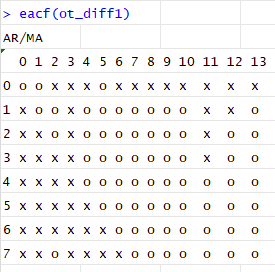 > eacf(ot_diff1)
AR/MA
0 1 2 3 4 5 6 7 8 9 10 11 12 13
0 o o x x x o x x x x x x x x
1 x o o x o o o o o o o x x o
2 x x o x o o o o o o o x o o
3 x x x x o o o o o o o x o o
4 x x x x o o o o o o o o o o
5 x x x x x o o o o o o o o o
6 x x x x x x o o o o o o o o
7 x x o x x x x o o o o o o o